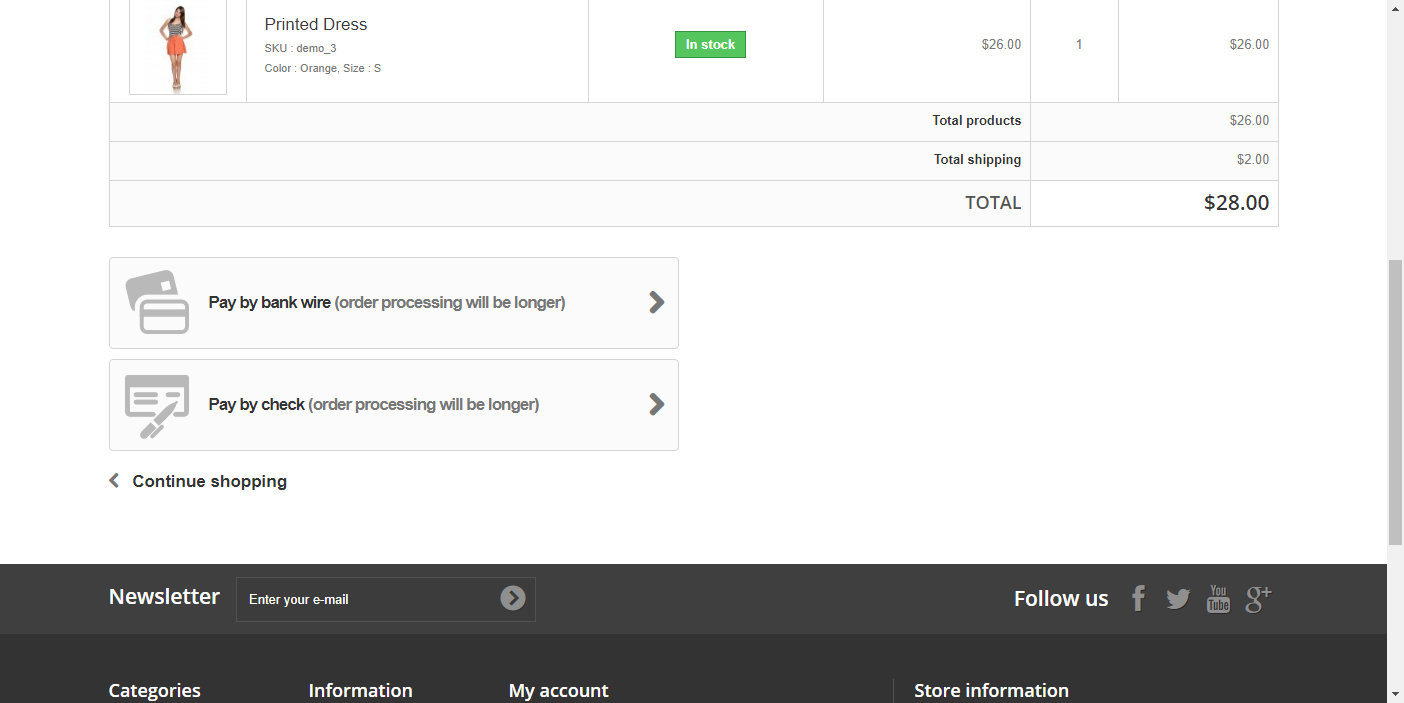 Printed Dress
SKU : demo_3
Color : Orange, Size : S
In stock
$26.00
1
$26.00
Total products
$26.00
Total shipping
$2.00
TOTAL
$28.00
Pay by bank wire (order processing will be longer)
Pay by check (order processing will be longer)
Continue shopping
Newsletter
Enter your e-mail
Follow us
You
Tube
g+
Categories
Information
My account
Store information